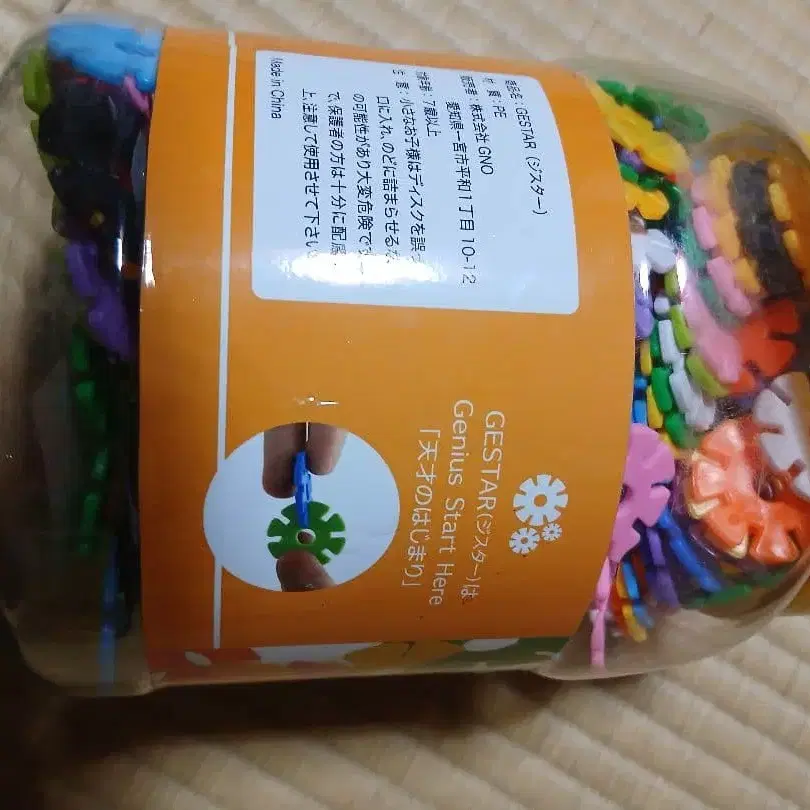 商品名：GESTAR（ジスター）
材　質：PE
販売者：株式会社 GNO
愛知県一宮市平和1丁目 10-12
対象年齢：7歳以上
注　意：小さなお子様はディスクを誤っ
口に入れ、のどに詰まらせるな
の可能性があり大変危険です
で、保護者の方は十分に配慮
上注意して使用させて下さい
Made in China
GESTAR(ジスター)は
Genius Start Here
「天才のはじまり」